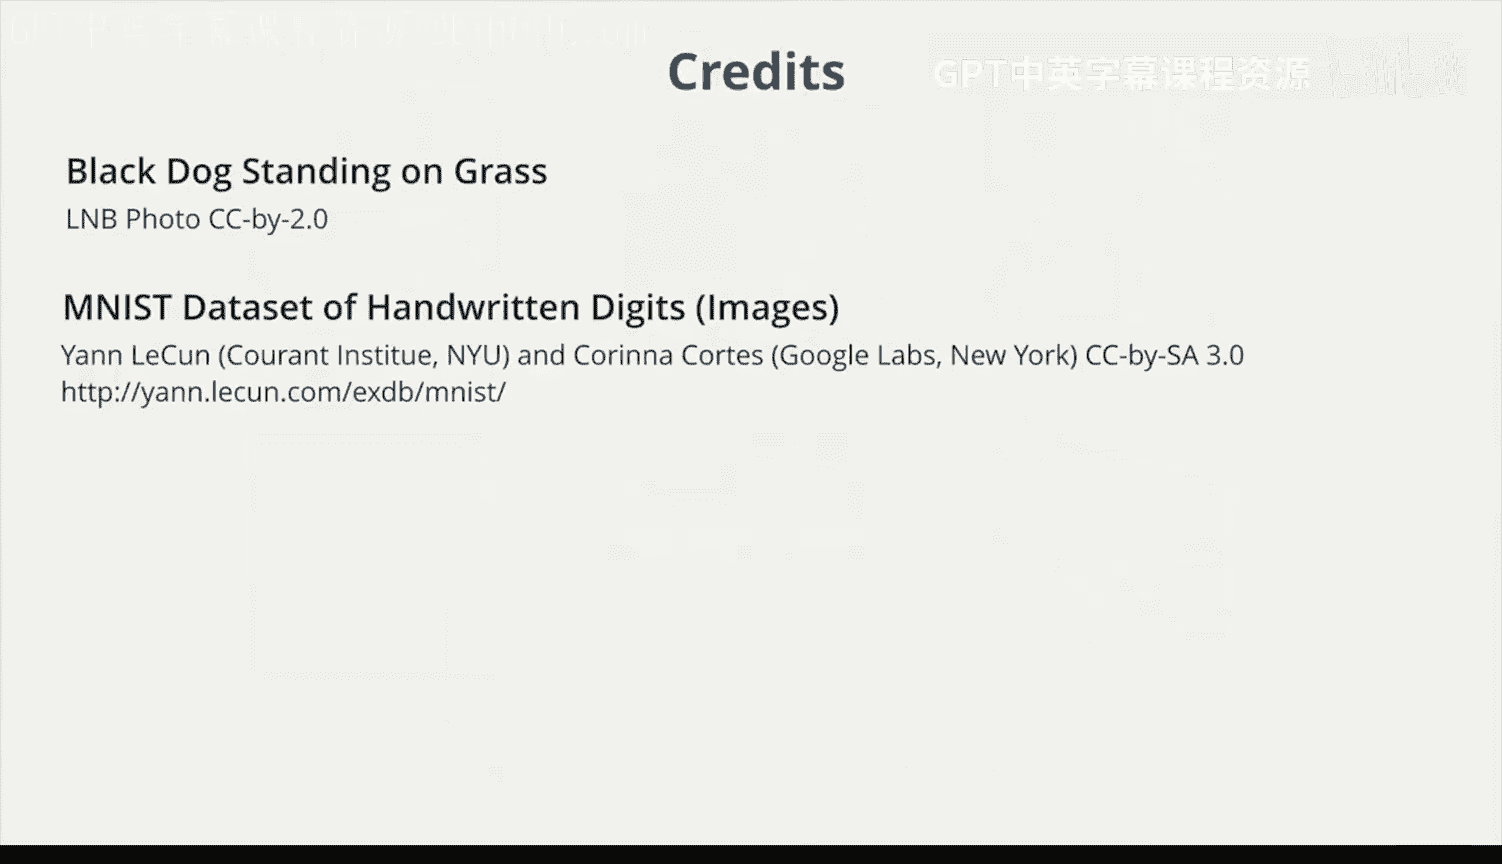 Credits
GPT中英字幕课程资源
Black Dog Standing on Grass
LNB Photo CC-by-2.0
MNIST Dataset of Handwritten Digits (Images)
Yann LeCun (Courant Institue, NYU) and Corinna Cortes (Google Labs, New York) CC-by-SA 3.0
http://yann.lecun.com/exdb/mnist/